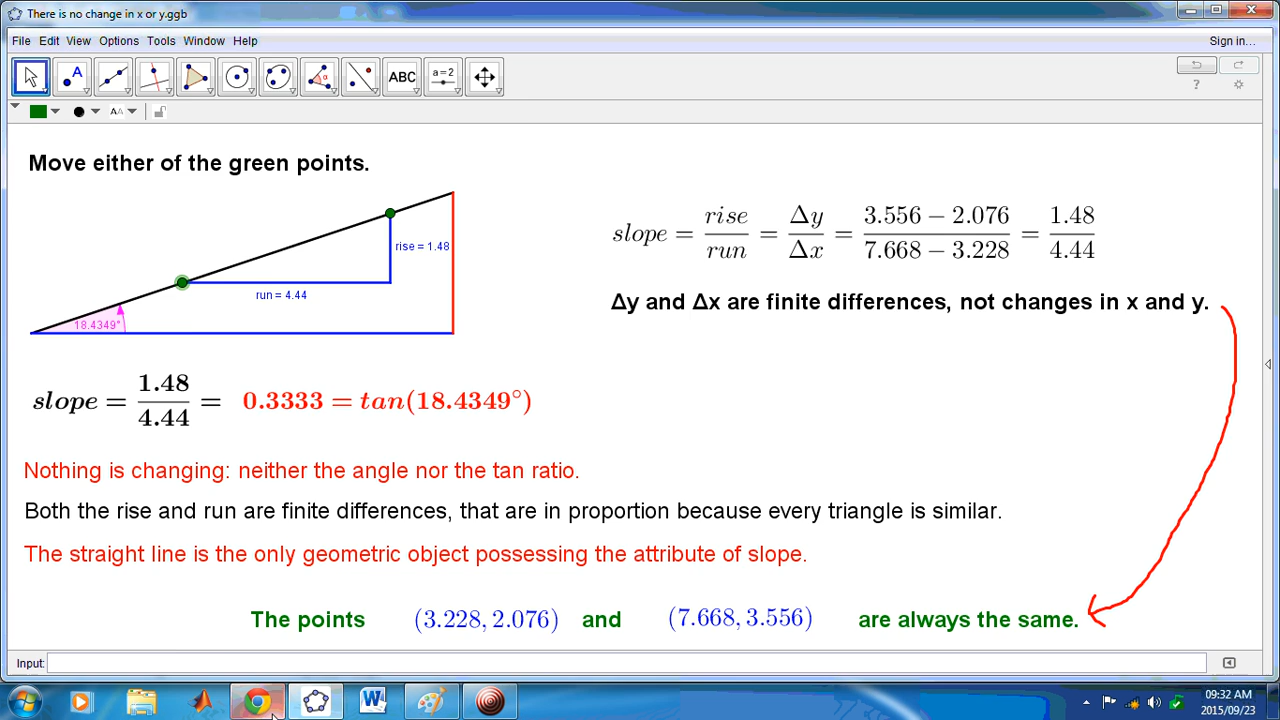 There is no change in x or y.ggb
File Edit View Options Tools Window Help
Sign in...
A
ABC
a=2
?
AA
Move either of the green points.
rise = 1.48
run = 4.44
18.4349°
slope = rise/run = Δy/Δx = (3.556 − 2.076)/(7.668 − 3.228) = 1.48/4.44
Δy and Δx are finite differences, not changes in x and y.
slope = 1.48/4.44 = 0.3333 = tan(18.4349°)
Nothing is changing: neither the angle nor the tan ratio.
Both the rise and run are finite differences, that are in proportion because every triangle is similar.
The straight line is the only geometric object possessing the attribute of slope.
The points (3.228, 2.076) and (7.668, 3.556) are always the same.
Input:
W
09:32 AM
2015/09/23